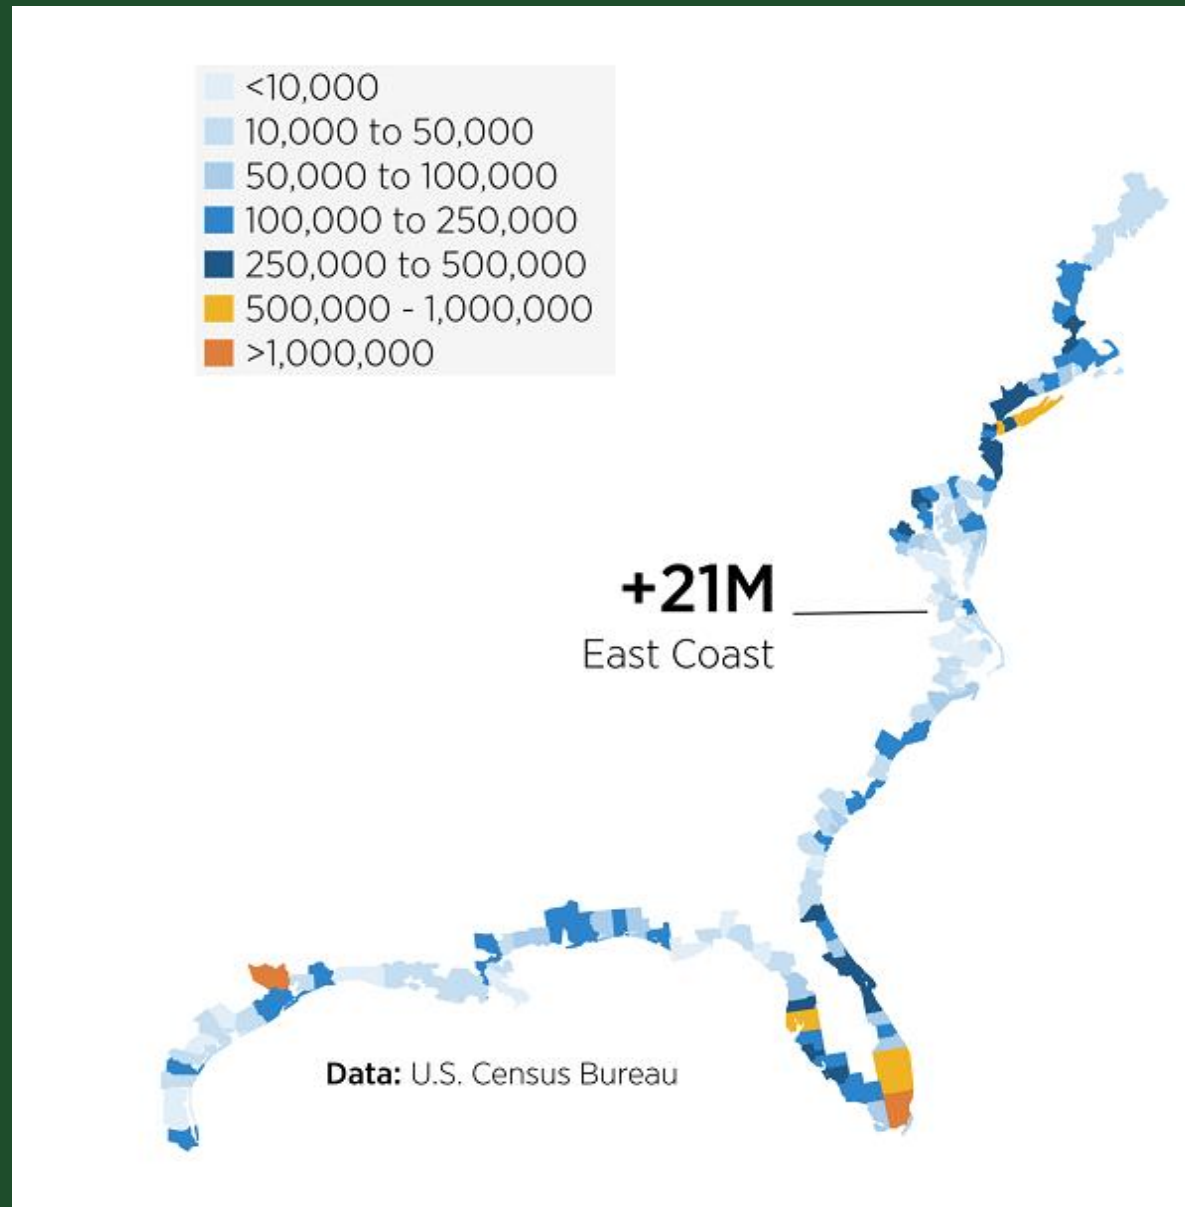 <10,000
10,000 to 50,000
50,000 to 100,000
100,000 to 250,000
250,000 to 500,000
500,000 - 1,000,000
>1,000,000
+21M
East Coast
Data: U.S. Census Bureau